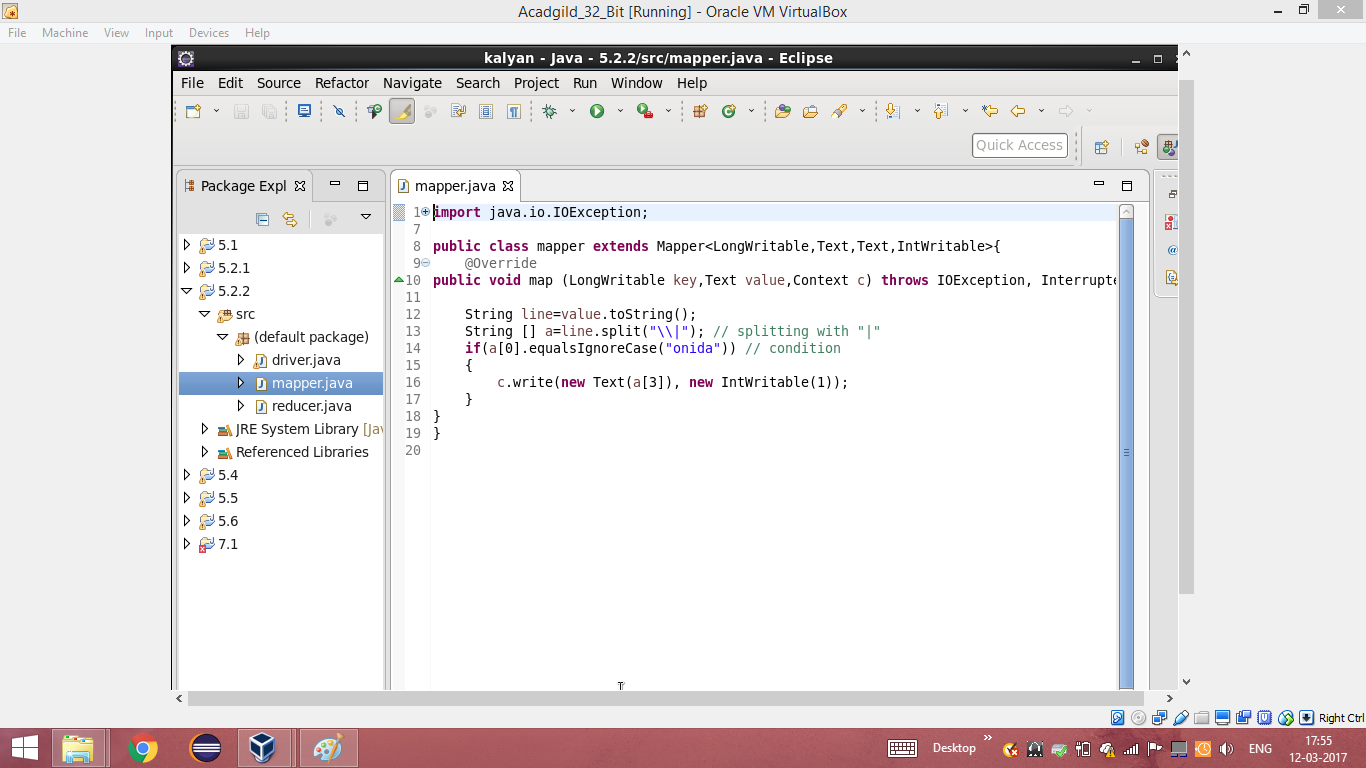 Acadgild_32_Bit [Running] - Oracle VM VirtualBox
File Machine View Input Devices Help
kalyan - Java - 5.2.2/src/mapper.java - Eclipse
File Edit Source Refactor Navigate Search Project Run Window Help
Quick Access
Package Expl
mapper.java
5.1
5.2.1
5.2.2
src
(default package)
driver.java
mapper.java
reducer.java
JRE System Library [Jav
Referenced Libraries
5.4
5.5
5.6
7.1
1 import java.io.IOException;
7
8 public class mapper extends Mapper<LongWritable,Text,Text,IntWritable>{
9 @Override
10 public void map (LongWritable key,Text value,Context c) throws IOException, Interrupte
11
12 String line=value.toString();
13 String [] a=line.split("\\|"); // splitting with "|"
14 if(a[0].equalsIgnoreCase("onida")) // condition
15 {
16 c.write(new Text(a[3]), new IntWritable(1));
17 }
18 }
19 }
20
Right Ctrl
Desktop
ENG
17:55
12-03-2017